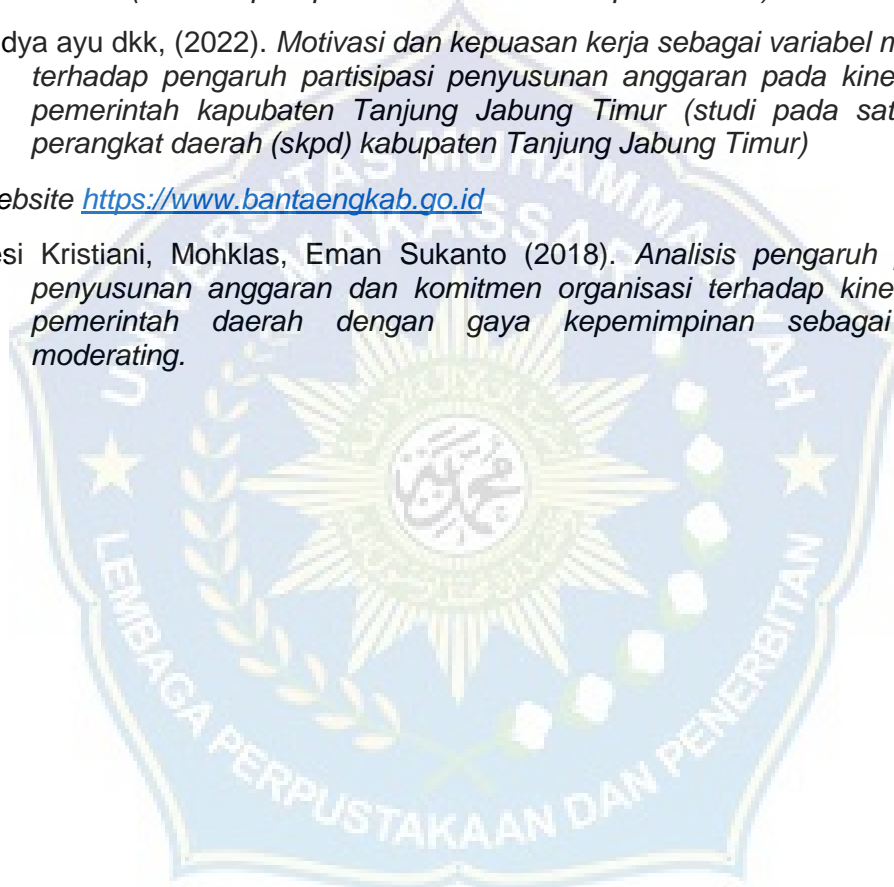 dya ayu dkk, (2022). Motivasi dan kepuasan kerja sebagai variabel
terhadap pengaruh partisipasi penyusunan anggaran pada kine
pemerintah kapubaten Tanjung Jabung Timur (studi pada sat
perangkat daerah (skpd) kabupaten Tanjung Jabung Timur)
ebsite https://www.bantaengkab.go.id
esi Kristiani, Mohklas, Eman Sukanto (2018). Analisis pengaruh
penyusunan anggaran dan komitmen organisasi terhadap kine
pemerintah daerah dengan gaya kepemimpinan sebagai
moderating.
UNIVERSITAS MUHAMMADIYAH
MAKASSAR
LEMBAGA PERPUSTAKAAN DAN PENERBITAN